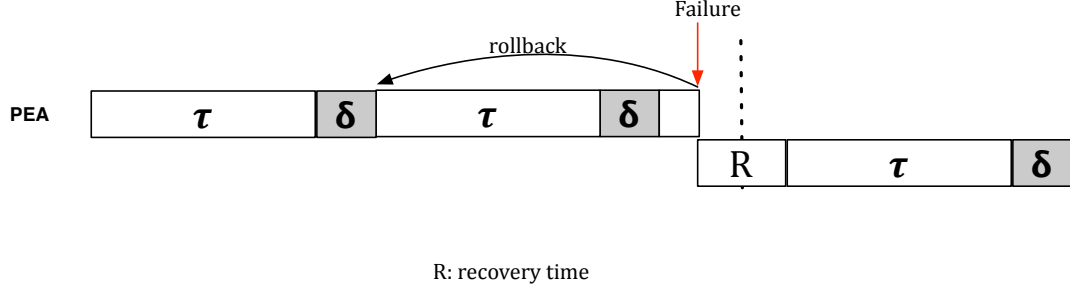 Failure
rollback
PEA
τ δ τ δ
R τ δ
R: recovery time